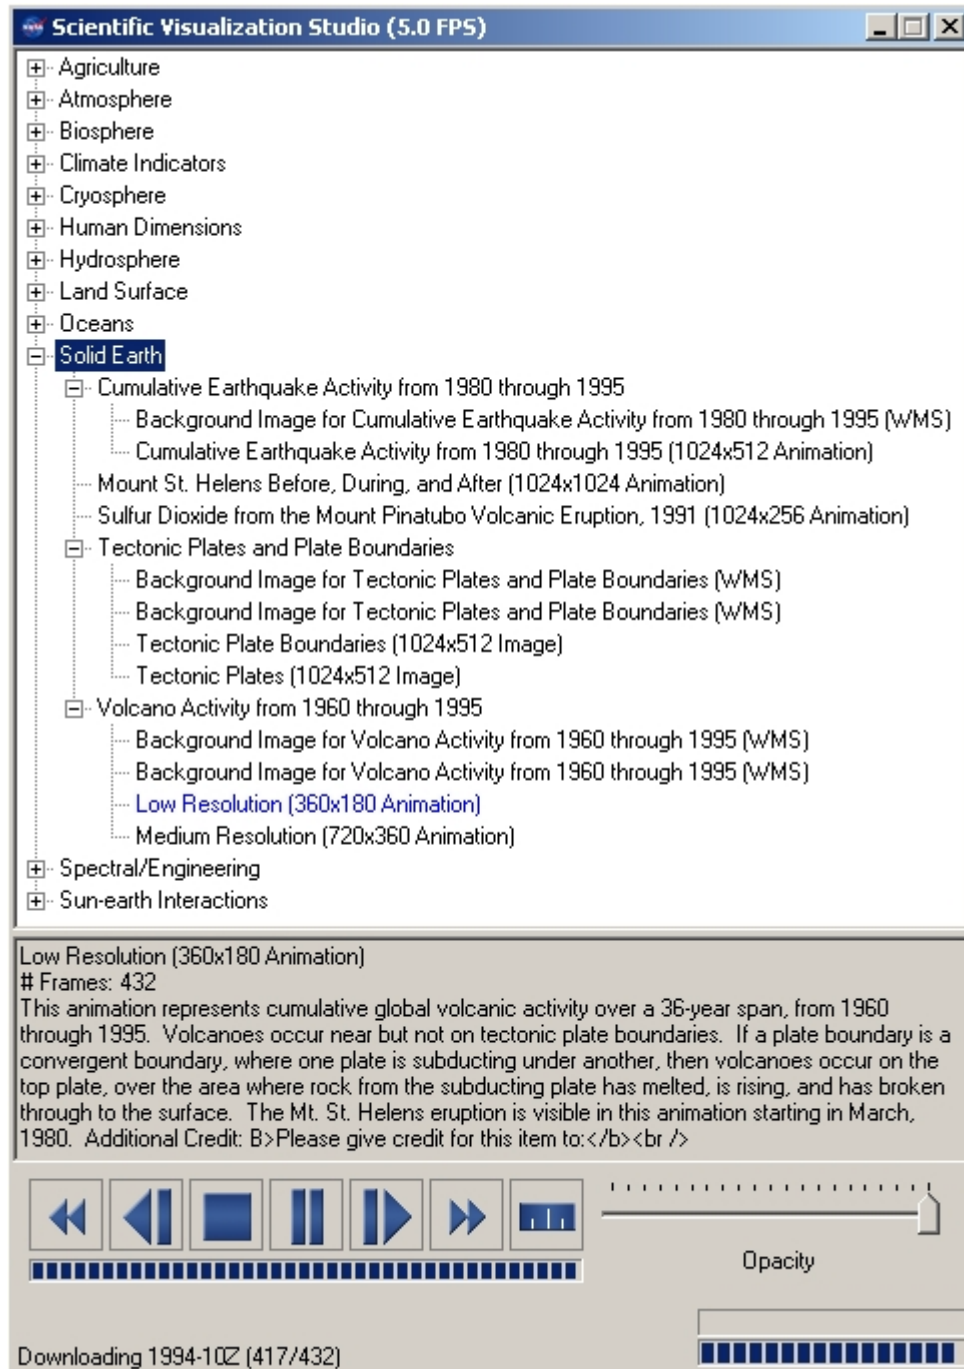 Scientific Visualization Studio (5.0 FPS)
Agriculture
Atmosphere
Biosphere
Climate Indicators
Cryosphere
Human Dimensions
Hydrosphere
Land Surface
Oceans
Solid Earth
Cumulative Earthquake Activity from 1980 through 1995
Background Image for Cumulative Earthquake Activity from 1980 through 1995 (WMS)
Cumulative Earthquake Activity from 1980 through 1995 (1024x512 Animation)
Mount St. Helens Before, During, and After (1024x1024 Animation)
Sulfur Dioxide from the Mount Pinatubo Volcanic Eruption, 1991 (1024x256 Animation)
Tectonic Plates and Plate Boundaries
Background Image for Tectonic Plates and Plate Boundaries (WMS)
Background Image for Tectonic Plates and Plate Boundaries (WMS)
Tectonic Plate Boundaries (1024x512 Image)
Tectonic Plates (1024x512 Image)
Volcano Activity from 1960 through 1995
Background Image for Volcano Activity from 1960 through 1995 (WMS)
Background Image for Volcano Activity from 1960 through 1995 (WMS)
Low Resolution (360x180 Animation)
Medium Resolution (720x360 Animation)
Spectral/Engineering
Sun-earth Interactions
Low Resolution (360x180 Animation)
# Frames: 432
This animation represents cumulative global volcanic activity over a 36-year span, from 1960
through 1995. Volcanoes occur near but not on tectonic plate boundaries. If a plate boundary is a
convergent boundary, where one plate is subducting under another, then volcanoes occur on the
top plate, over the area where rock from the subducting plate has melted, is rising, and has broken
through to the surface. The Mt. St. Helens eruption is visible in this animation starting in March,
1980. Additional Credit: B>Please give credit for this item to:</b><br />
Opacity
Downloading 1994-10Z (417/432)